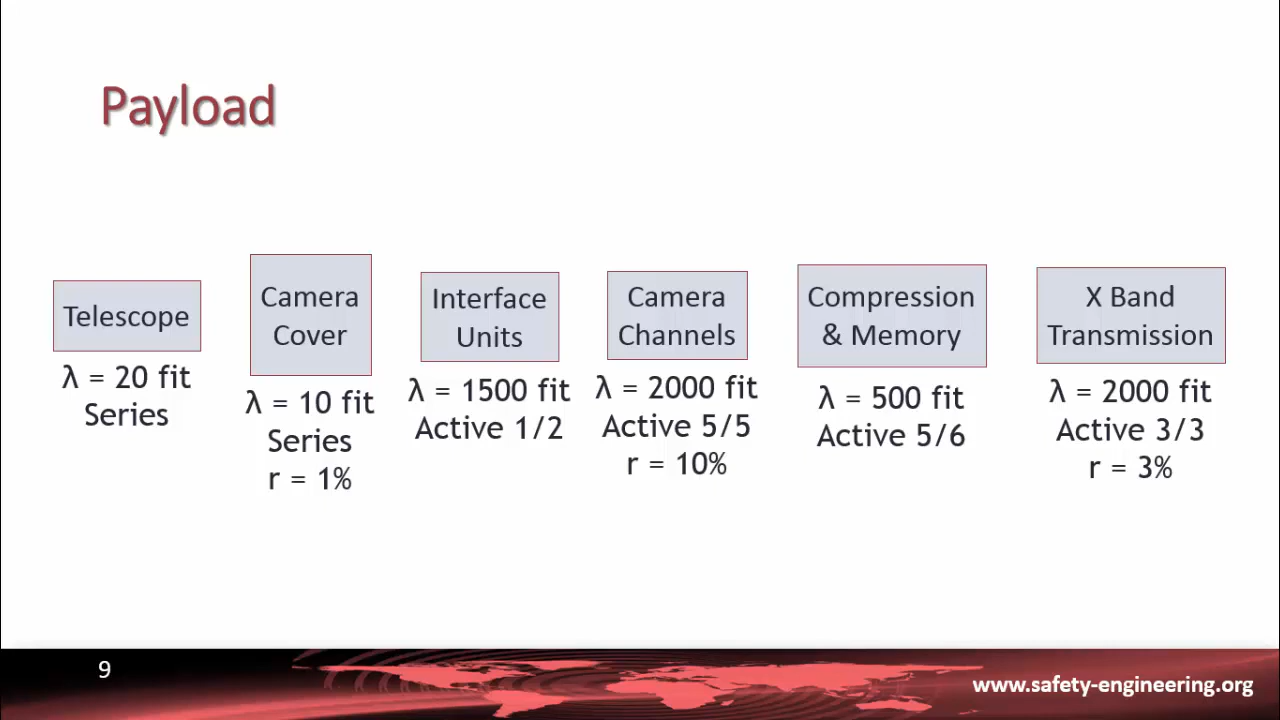 Payload
Telescope
λ = 20 fit
Series
Camera
Cover
λ = 10 fit
Series
r = 1%
Interface
Units
λ = 1500 fit
Active 1/2
Camera
Channels
λ = 2000 fit
Active 5/5
r = 10%
Compression
& Memory
λ = 500 fit
Active 5/6
X Band
Transmission
λ = 2000 fit
Active 3/3
r = 3%
9
www.safety-engineering.org